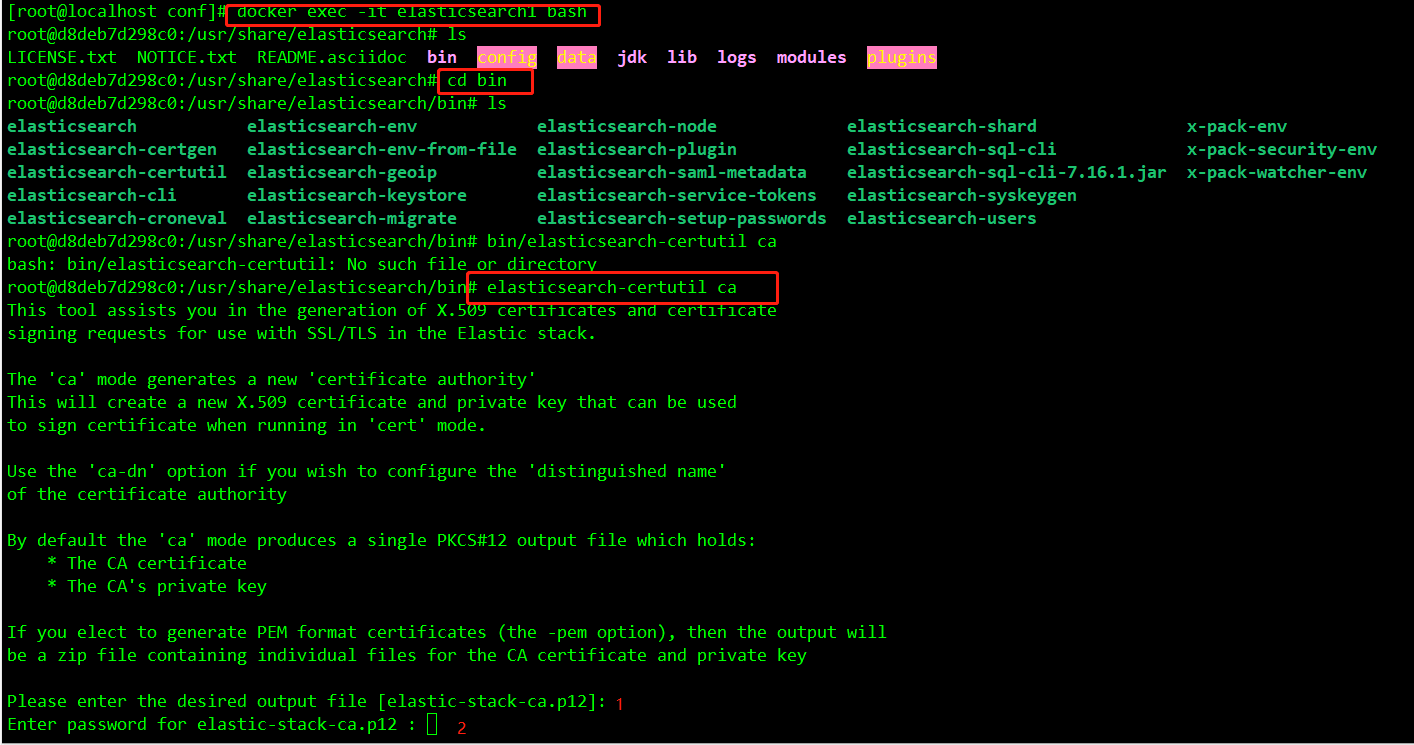 [root@localhost conf]# docker exec -it elasticsearch1 bash
root@d8deb7d298c0:/usr/share/elasticsearch# ls
LICENSE.txt  NOTICE.txt  README.asciidoc  bin  config  data  jdk  lib  logs  modules  plugins
root@d8deb7d298c0:/usr/share/elasticsearch# cd bin
root@d8deb7d298c0:/usr/share/elasticsearch/bin# ls
elasticsearch           elasticsearch-env            elasticsearch-node             elasticsearch-shard               x-pack-env
elasticsearch-certgen   elasticsearch-env-from-file  elasticsearch-plugin           elasticsearch-sql-cli             x-pack-security-env
elasticsearch-certutil  elasticsearch-geoip          elasticsearch-saml-metadata    elasticsearch-sql-cli-7.16.1.jar  x-pack-watcher-env
elasticsearch-cli       elasticsearch-keystore       elasticsearch-service-tokens   elasticsearch-syskeygen
elasticsearch-croneval  elasticsearch-migrate        elasticsearch-setup-passwords  elasticsearch-users
root@d8deb7d298c0:/usr/share/elasticsearch/bin# bin/elasticsearch-certutil ca
bash: bin/elasticsearch-certutil: No such file or directory
root@d8deb7d298c0:/usr/share/elasticsearch/bin# elasticsearch-certutil ca
This tool assists you in the generation of X.509 certificates and certificate
signing requests for use with SSL/TLS in the Elastic stack.
The 'ca' mode generates a new 'certificate authority'
This will create a new X.509 certificate and private key that can be used
to sign certificate when running in 'cert' mode.
Use the 'ca-dn' option if you wish to configure the 'distinguished name'
of the certificate authority
By default the 'ca' mode produces a single PKCS#12 output file which holds:
* The CA certificate
* The CA's private key
If you elect to generate PEM format certificates (the -pem option), then the output will
be a zip file containing individual files for the CA certificate and private key
Please enter the desired output file [elastic-stack-ca.p12]: 1
Enter password for elastic-stack-ca.p12 : 2